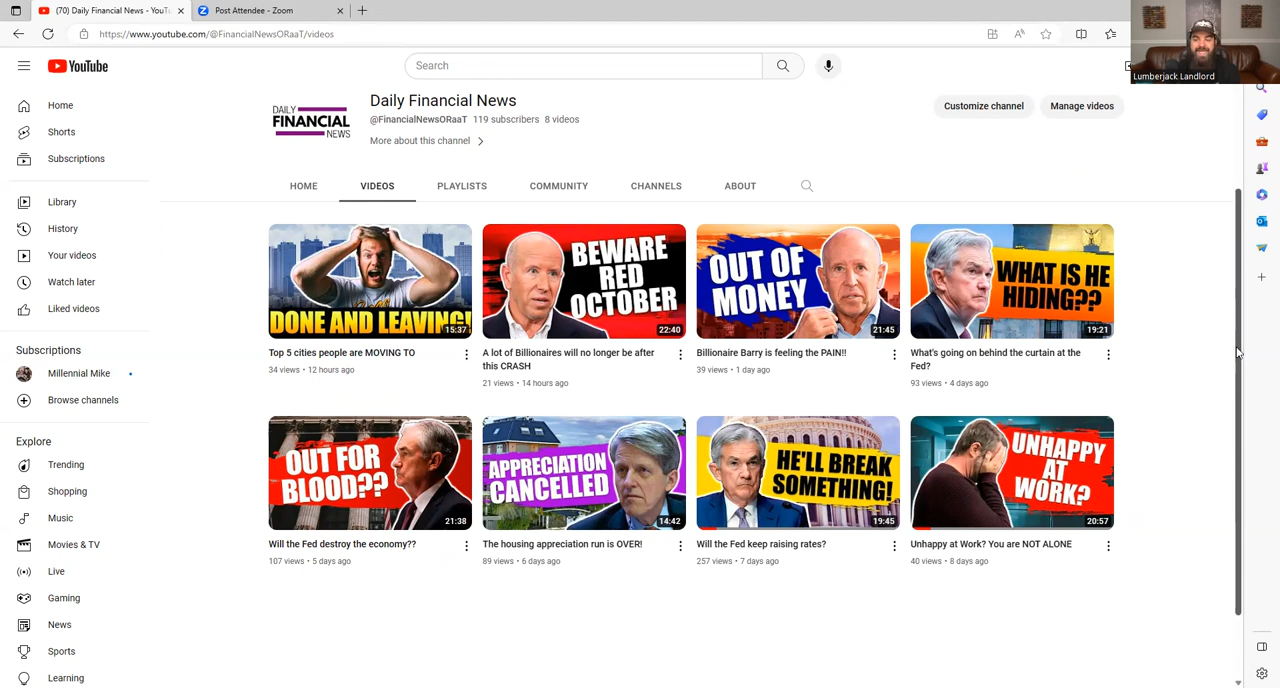 (70) Daily Financial News - YouTu
Post Attendee - Zoom
https://www.youtube.com/@FinancialNewsORaaT/videos
Lumberjack Landlord
YouTube
Search
Home
Shorts
Subscriptions
Library
History
Your videos
Watch later
Liked videos
Subscriptions
Millennial Mike
Browse channels
Explore
Trending
Shopping
Music
Movies & TV
Live
Gaming
News
Sports
Learning
DAILY
FINANCIAL
NEWS
Daily Financial News
@FinancialNewsORaaT 119 subscribers 8 videos
More about this channel
Customize channel
Manage videos
HOME
VIDEOS
PLAYLISTS
COMMUNITY
CHANNELS
ABOUT
DONE AND LEAVING!
15:37
Top 5 cities people are MOVING TO
34 views • 12 hours ago
BEWARE
RED
OCTOBER
22:40
A lot of Billionaires will no longer be after
this CRASH
21 views • 14 hours ago
OUT OF
MONEY
21:45
Billionaire Barry is feeling the PAIN!!
39 views • 1 day ago
WHAT IS HE
HIDING??
19:21
What's going on behind the curtain at the
Fed?
93 views • 4 days ago
OUT FOR
BLOOD??
21:38
Will the Fed destroy the economy??
107 views • 5 days ago
APPRECIATION
CANCELLED
14:42
The housing appreciation run is OVER!
89 views • 6 days ago
HE'LL BREAK
SOMETHING!
19:45
Will the Fed keep raising rates?
257 views • 7 days ago
UNHAPPY
AT
WORK?
20:57
Unhappy at Work? You are NOT ALONE
40 views • 8 days ago